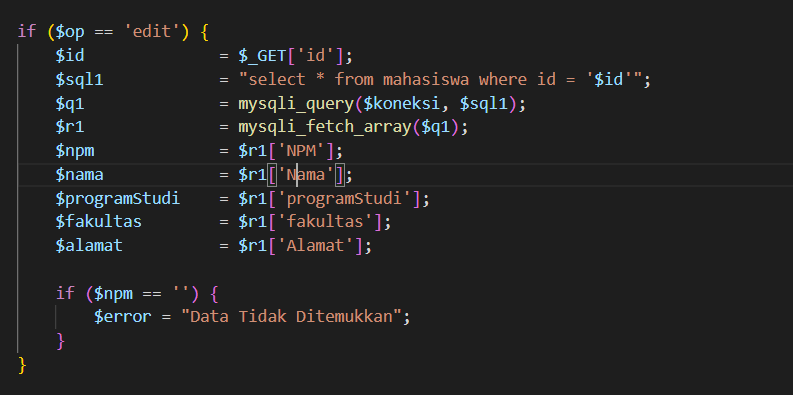 if ($op == 'edit') {
    $id              = $_GET['id'];
    $sql1            = "select * from mahasiswa where id = '$id'";
    $q1              = mysqli_query($koneksi, $sql1);
    $r1              = mysqli_fetch_array($q1);
    $npm             = $r1['NPM'];
    $nama            = $r1['Nama'];
    $programStudi    = $r1['programStudi'];
    $fakultas        = $r1['fakultas'];
    $alamat          = $r1['Alamat'];

    if ($npm == '') {
        $error = "Data Tidak Ditemukkan";
    }
}